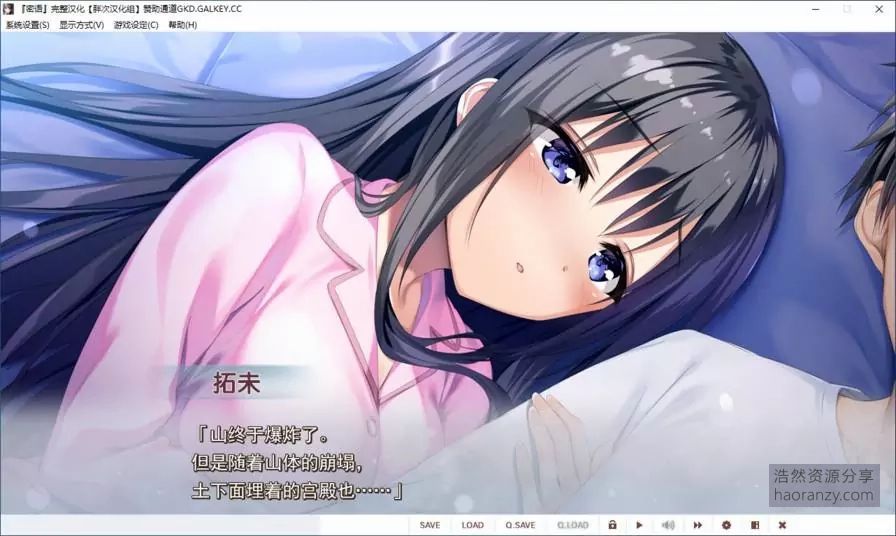 『密语』完整汉化【胖次汉化组】赞助通道GKD.GALKEY.CC
系统设置(S) 显示方式(V) 游戏设定(C) 帮助(H)
拓未
「山终于爆炸了。
但是随着山体的崩塌，
土下面埋着的宫殿也……」
浩然资源分享
haoranzy.com
SAVE LOAD Q.SAVE Q.LOAD